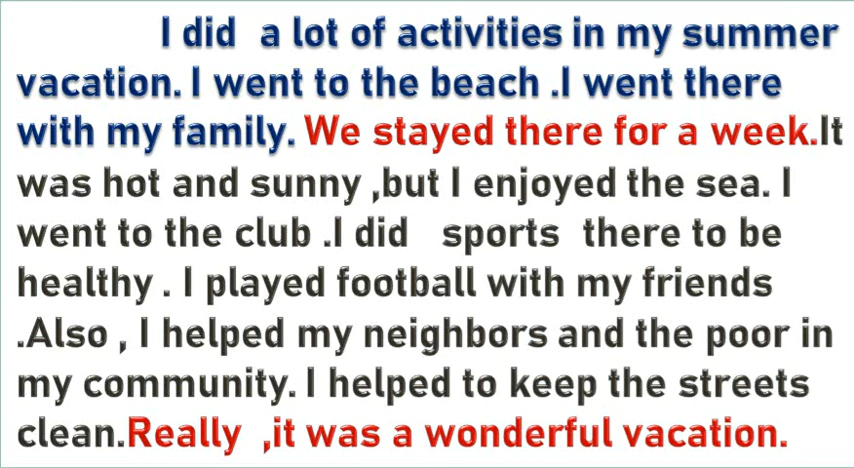 I did a lot of activities in my summer
vacation. I went to the beach .I went there
with my family. We stayed there for a week.It
was hot and sunny ,but I enjoyed the sea. I
went to the club .I did sports there to be
healthy . I played football with my friends
.Also , I helped my neighbors and the poor in
my community. I helped to keep the streets
clean.Really ,it was a wonderful vacation.